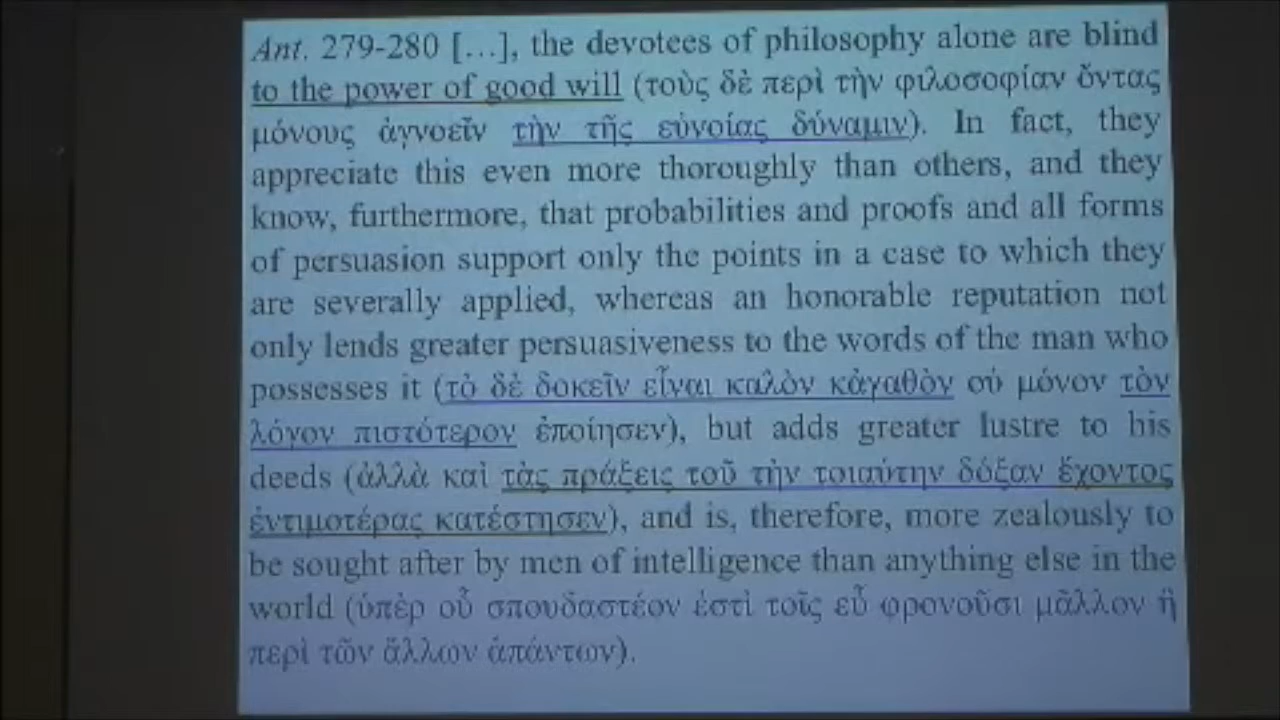 Ant. 279-280 […], the devotees of philosophy alone are blind
to the power of good will (τοὺς δὲ περὶ τὴν φιλοσοφίαν ὄντας
μόνους ἀγνοεῖν τὴν τῆς εὐνοίας δύναμιν). In fact, they
appreciate this even more thoroughly than others, and they
know, furthermore, that probabilities and proofs and all forms
of persuasion support only the points in a case to which they
are severally applied, whereas an honorable reputation not
only lends greater persuasiveness to the words of the man who
possesses it (τὸ δὲ δοκεῖν εἶναι καλὸν κἀγαθὸν οὐ μόνον τὸν
λόγον πιστότερον ἐποίησεν), but adds greater lustre to his
deeds (ἀλλὰ καὶ τὰς πράξεις τοῦ τὴν τοιαύτην δόξαν ἔχοντος
ἐντιμοτέρας κατέστησεν), and is, therefore, more zealously to
be sought after by men of intelligence than anything else in the
world (ὑπὲρ οὗ σπουδαστέον ἐστὶ τοῖς εὖ φρονοῦσι μᾶλλον ἢ
περὶ τῶν ἄλλων ἁπάντων).